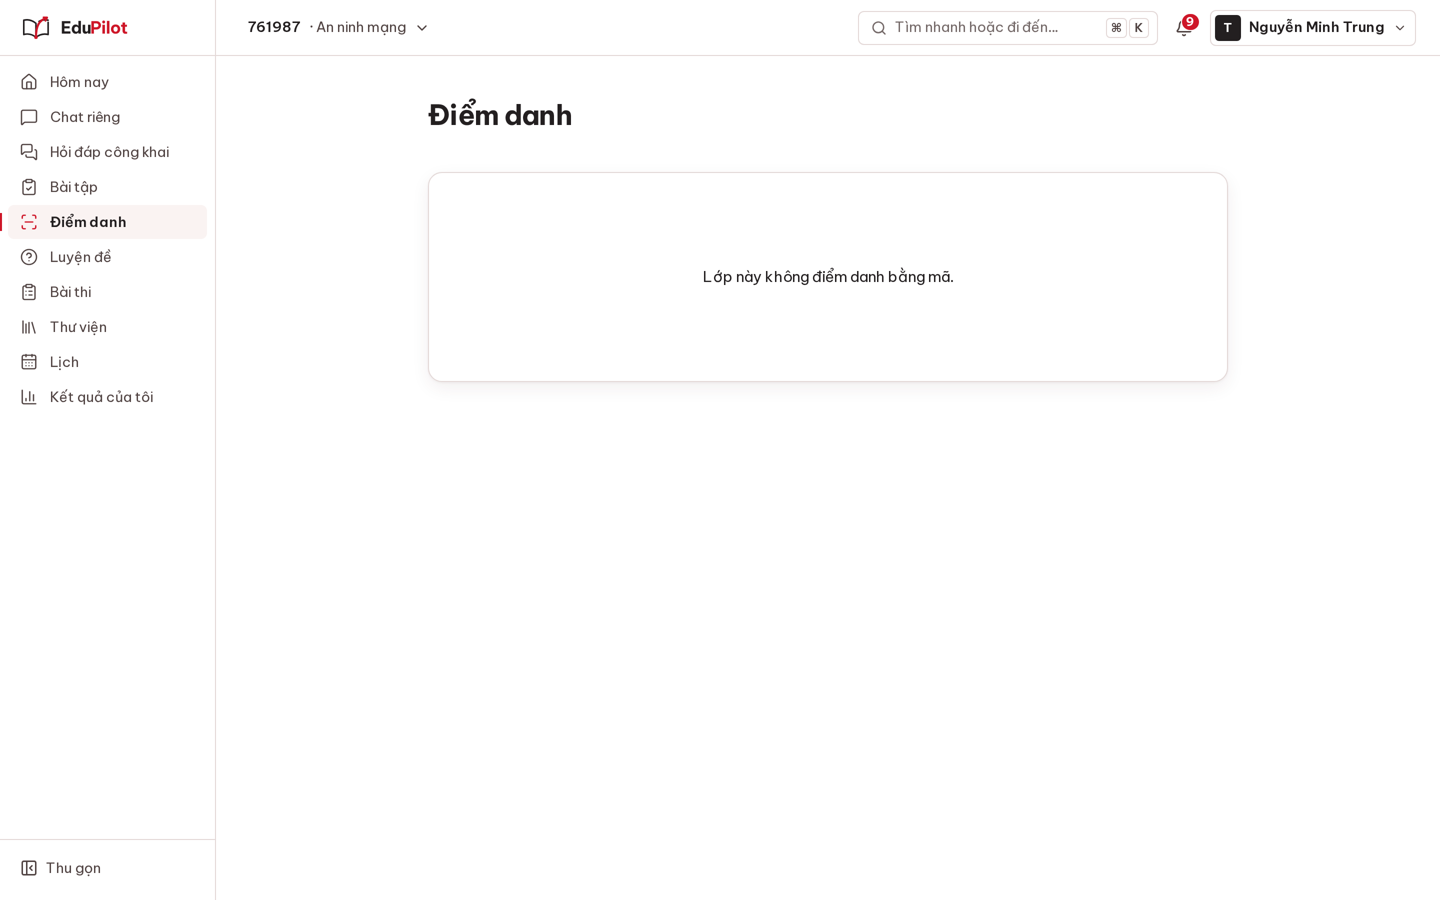 EduPilot
761987 · An ninh mạng
Tìm nhanh hoặc đi đến...
⌘ K
9
T Nguyễn Minh Trung
Hôm nay
Chat riêng
Hỏi đáp công khai
Bài tập
Điểm danh
Luyện đề
Bài thi
Thư viện
Lịch
Kết quả của tôi
Thu gọn
Điểm danh
Lớp này không điểm danh bằng mã.